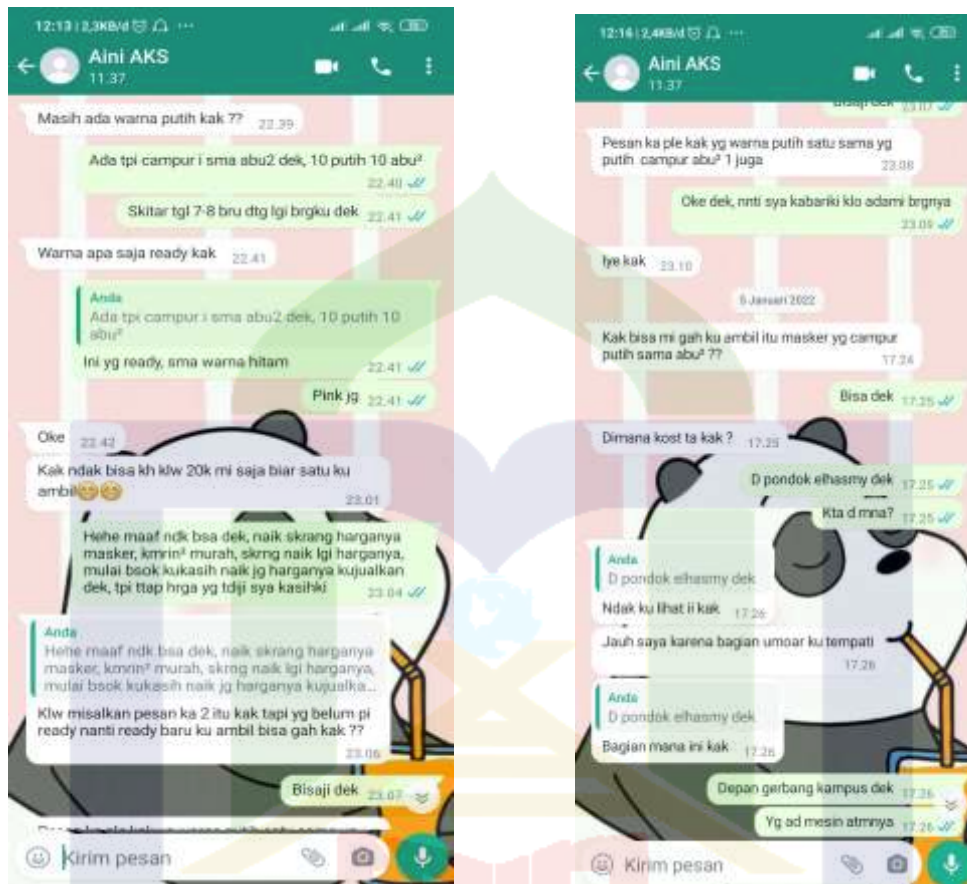 12:13 | 2,3KB/d
Aini AKS
11.37
Masih ada warna putih kak ?? 22.39
Ada tpi campur i sma abu2 dek, 10 putih 10 abu²
22.40
Skitar tgl 7-8 bru dtg lgi brgku dek 22.41
Warna apa saja ready kak 22.41
Anda
Ada tpi campur i sma abu2 dek, 10 putih 10
abu²
Ini yg ready, sma warna hitam 22.41
Pink jg 22.41
Oke 22.42
Kak ndak bisa kh klw 20k mi saja biar satu ku
ambil😊😊 23.01
Hehe maaf ndk bsa dek, naik skrang harganya
masker, kmrin² murah, skrng naik lgi harganya,
mulai bsok kukasih naik jg harganya kujualkan
dek, tpi ttap hrga yg tdiji sya kasihki 23.04
Anda
Hehe maaf ndk bsa dek, naik skrang harganya
masker, kmrin² murah, skrng naik lgi harganya,
mulai bsok kukasih naik jg harganya kujualka...
Klw misalkan pesan ka 2 itu kak tapi yg belum pi
ready nanti ready baru ku ambil bisa gah kak ??
23.06
Bisaji dek 23.07
Kirim pesan
12:16 | 2,4KB/d
Aini AKS
11.37
Bisaji dek 23.07
Pesan ka ple kak yg warna putih satu sama yg
putih campur abu² 1 juga 23.08
Oke dek, nnti sya kabariki klo adami brgnya
23.09
Iye kak 23.10
5 Januari 2022
Kak bisa mi gah ku ambil itu masker yg campur
putih sama abu² ?? 17.24
Bisa dek 17.25
Dimana kost ta kak ? 17.25
D pondok elhasmy dek 17.25
Kta d mna? 17.25
Anda
D pondok elhasmy dek
Ndak ku lihat ii kak 17.26
Jauh saya karena bagian umoar ku tempati
17.26
Anda
D pondok elhasmy dek
Bagian mana ini kak 17.26
Depan gerbang kampus dek 17.26
Yg ad mesin atmnya 17.26
Kirim pesan